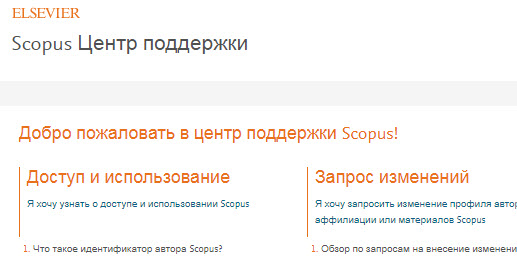 ELSEVIER
Scopus Центр поддержки
Добро пожаловать в центр поддержки Scopus!
Доступ и использование
Я хочу узнать о доступе и использовании Scopus
1. Что такое идентификатор автора Scopus?
Запрос изменений
Я хочу запросить изменение профиля автор
аффилиации или материалов Scopus
1. Обзор по запросам на внесение изменени